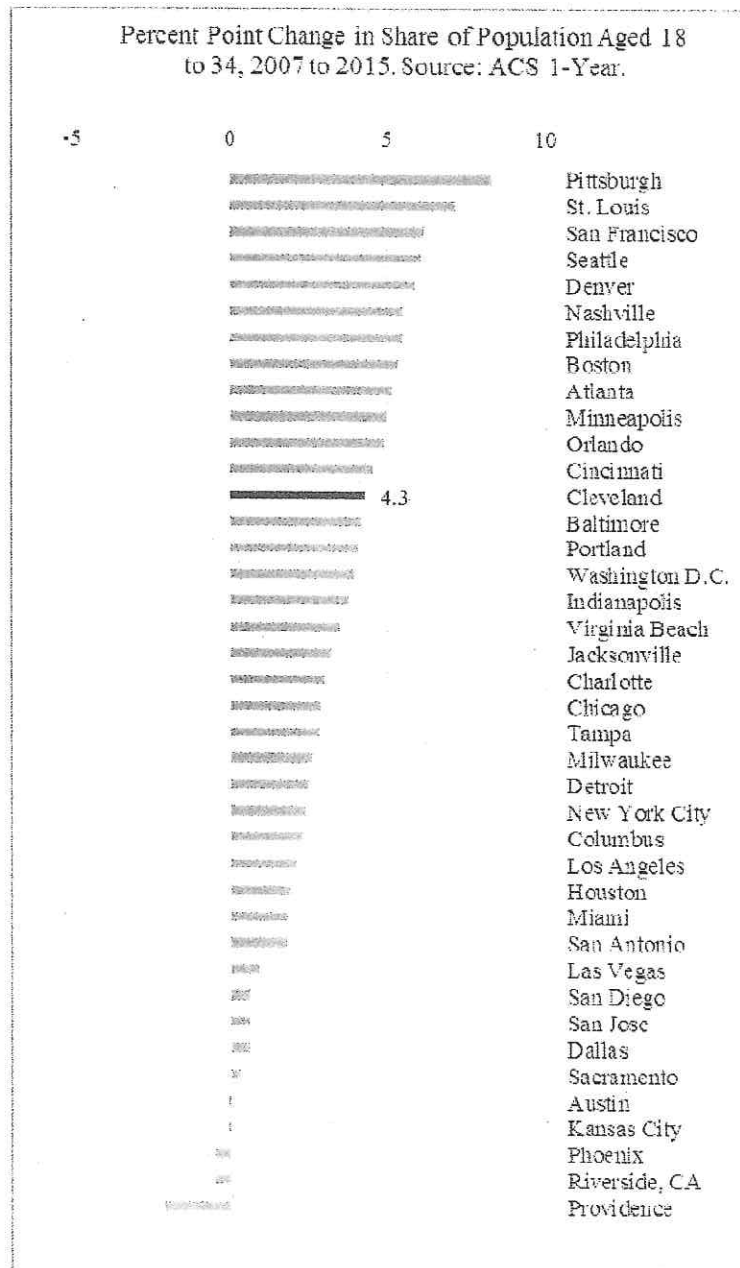 Percent Point Change in Share of Population Aged 18
to 34, 2007 to 2015. Source: ACS 1-Year.
-5 0 5 10
Pittsburgh
St. Louis
San Francisco
Seattle
Denver
Nashville
Philadelphia
Boston
Atlanta
Minneapolis
Orlando
Cincinnati
4.3 Cleveland
Baltimore
Portland
Washington D.C.
Indianapolis
Virginia Beach
Jacksonville
Charlotte
Chicago
Tampa
Milwaukee
Detroit
New York City
Columbus
Los Angeles
Houston
Miami
San Antonio
Las Vegas
San Diego
San Jose
Dallas
Sacramento
Austin
Kansas City
Phoenix
Riverside, CA
Providence